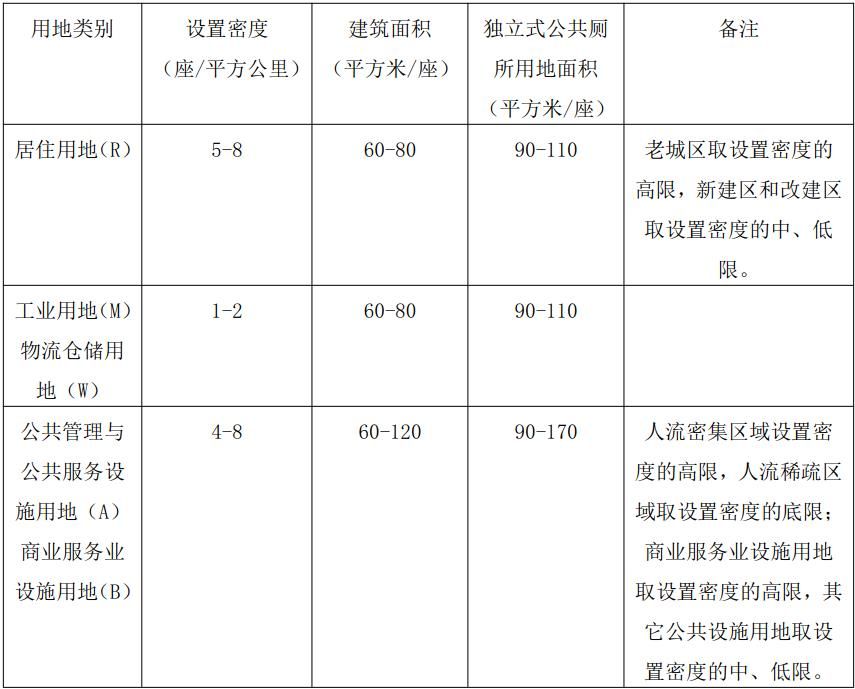 用地类别
设置密度
（座/平方公里）
建筑面积
（平方米/座）
独立式公共厕
所用地面积
（平方米/座）
备注
居住用地(R)
5-8
60-80
90-110
老城区取设置密度的
高限，新建区和改建区
取设置密度的中、低
限。
工业用地(M)
物流仓储用
地（W）
1-2
60-80
90-110
公共管理与
公共服务设
施用地（A）
商业服务业
设施用地(B)
4-8
60-120
90-170
人流密集区域设置密
度的高限，人流稀疏区
域取设置密度的底限；
商业服务业设施用地
取设置密度的高限，其
它公共设施用地取设
置密度的中、低限。